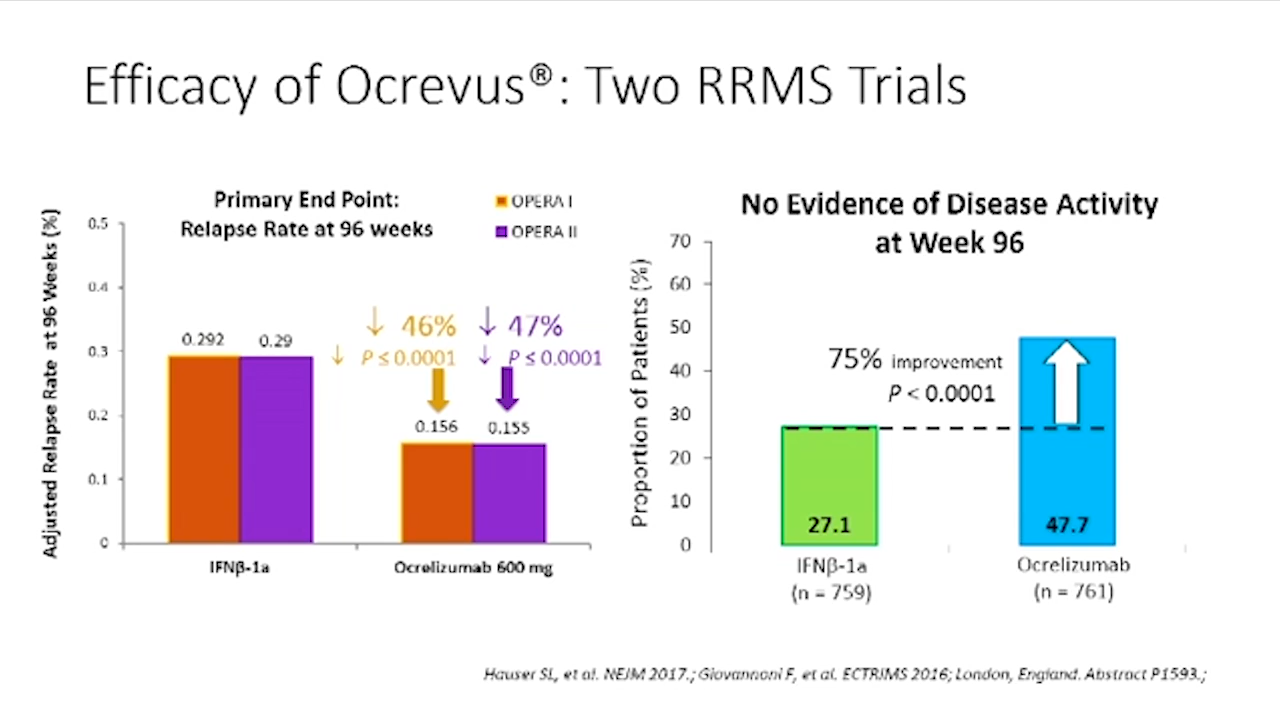 Efficacy of Ocrevus®: Two RRMS Trials
Primary End Point:
Relapse Rate at 96 weeks
OPERA I
OPERA II
Adjusted Relapse Rate at 96 Weeks (%)
0.5
0.4
0.3
0.2
0.1
0
0.292
0.29
↓ 46%
↓ P ≤ 0.0001
↓ 47%
↓ P ≤ 0.0001
0.156
0.155
IFNβ-1a
Ocrelizumab 600 mg
No Evidence of Disease Activity
at Week 96
Proportion of Patients (%)
70
60
50
40
30
20
10
0
75% improvement
P < 0.0001
27.1
47.7
IFNβ-1a
(n = 759)
Ocrelizumab
(n = 761)
Hauser SL, et al. NEJM 2017.; Giovannoni F, et al. ECTRIMS 2016; London, England. Abstract P1593.;